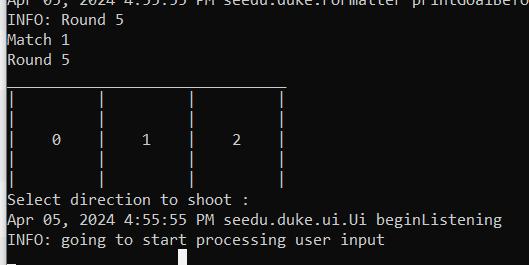 Apr 05, 2024 4:55:55 PM seedu.duke.formatter printGoalBefo
INFO: Round 5
Match 1
Round 5
0 1 2
Select direction to shoot :
Apr 05, 2024 4:55:55 PM seedu.duke.ui.Ui beginListening
INFO: going to start processing user input